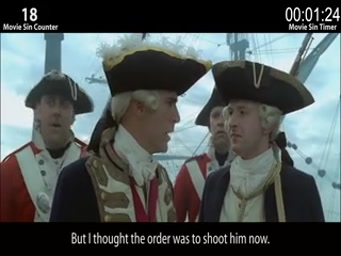 18
Movie Sin Counter
00:01:24
Movie Sin Timer
But I thought the order was to shoot him now.